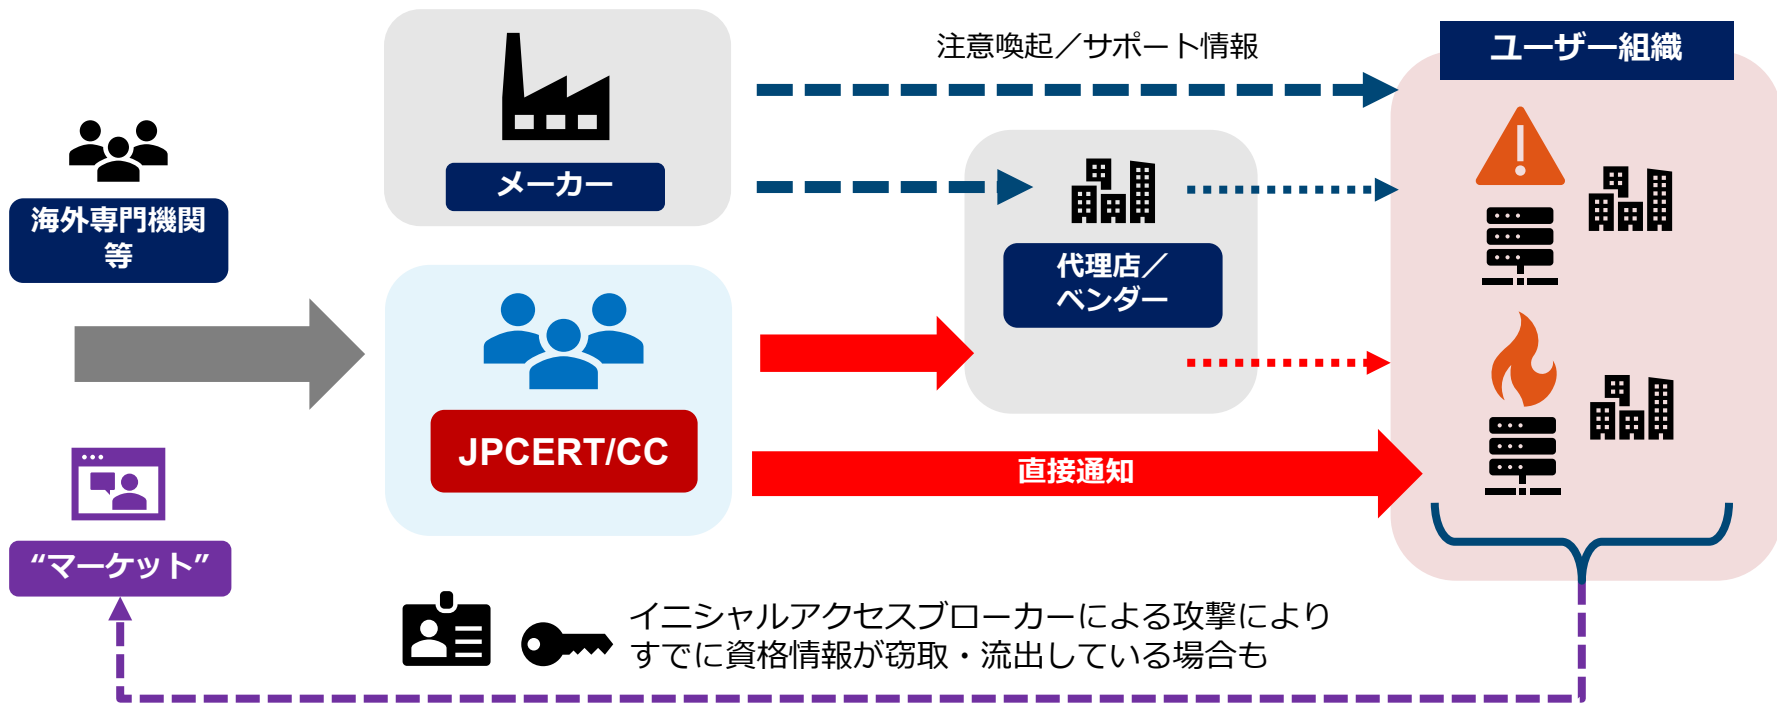 注意喚起／サポート情報
ユーザー組織
メーカー
海外専門機関
等
代理店／
ベンダー
JPCERT/CC
直接通知
“マーケット”
イニシャルアクセスブローカーによる攻撃により
すでに資格情報が窃取・流出している場合も